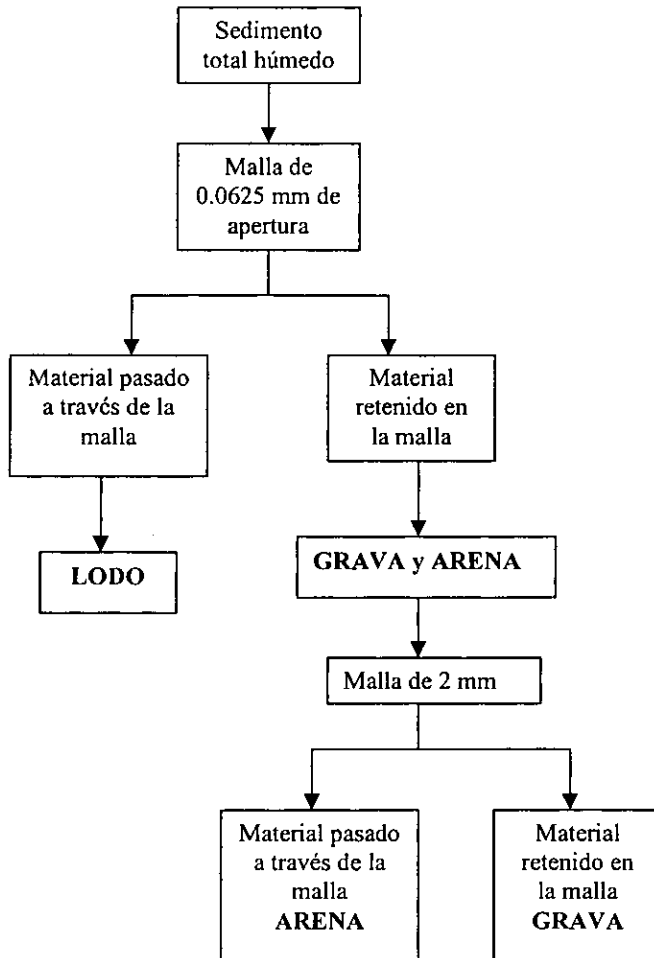 Sedimento
total húmedo
Malla de
0.0625 mm de
apertura
Material pasado
a través de la
malla
Material
retenido en
la malla
LODO
GRAVA y ARENA
Malla de 2 mm
Material pasado
a través de la
malla
ARENA
Material
retenido en
la malla
GRAVA